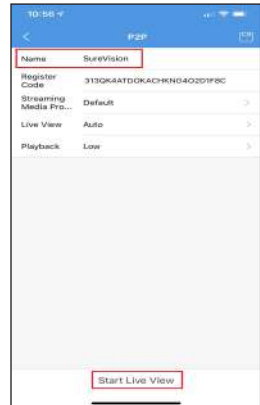 10:56
P2P
Name SureVision
Register
Code 313QK4ATDOKACHKN04O2D1F8C
Streaming
Media Pro... Default
Live View Auto
Playback Low
Start Live View